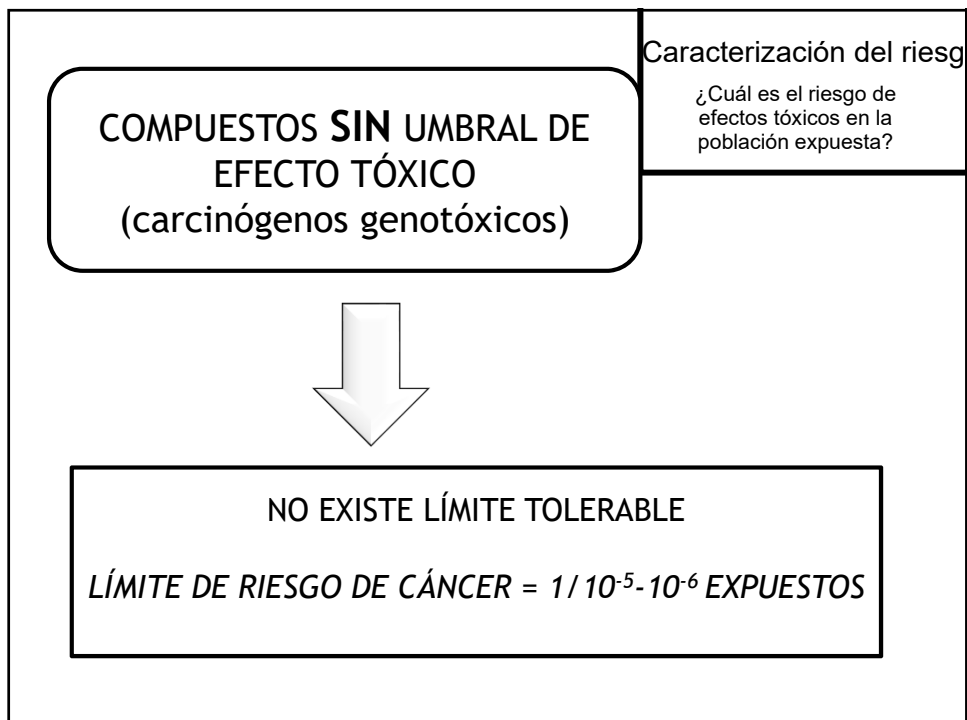 Caracterización del riesg
¿Cuál es el riesgo de
efectos tóxicos en la
población expuesta?
COMPUESTOS SIN UMBRAL DE
EFECTO TÓXICO
(carcinógenos genotóxicos)
NO EXISTE LÍMITE TOLERABLE
LÍMITE DE RIESGO DE CÁNCER = 1/10⁻⁵-10⁻⁶ EXPUESTOS